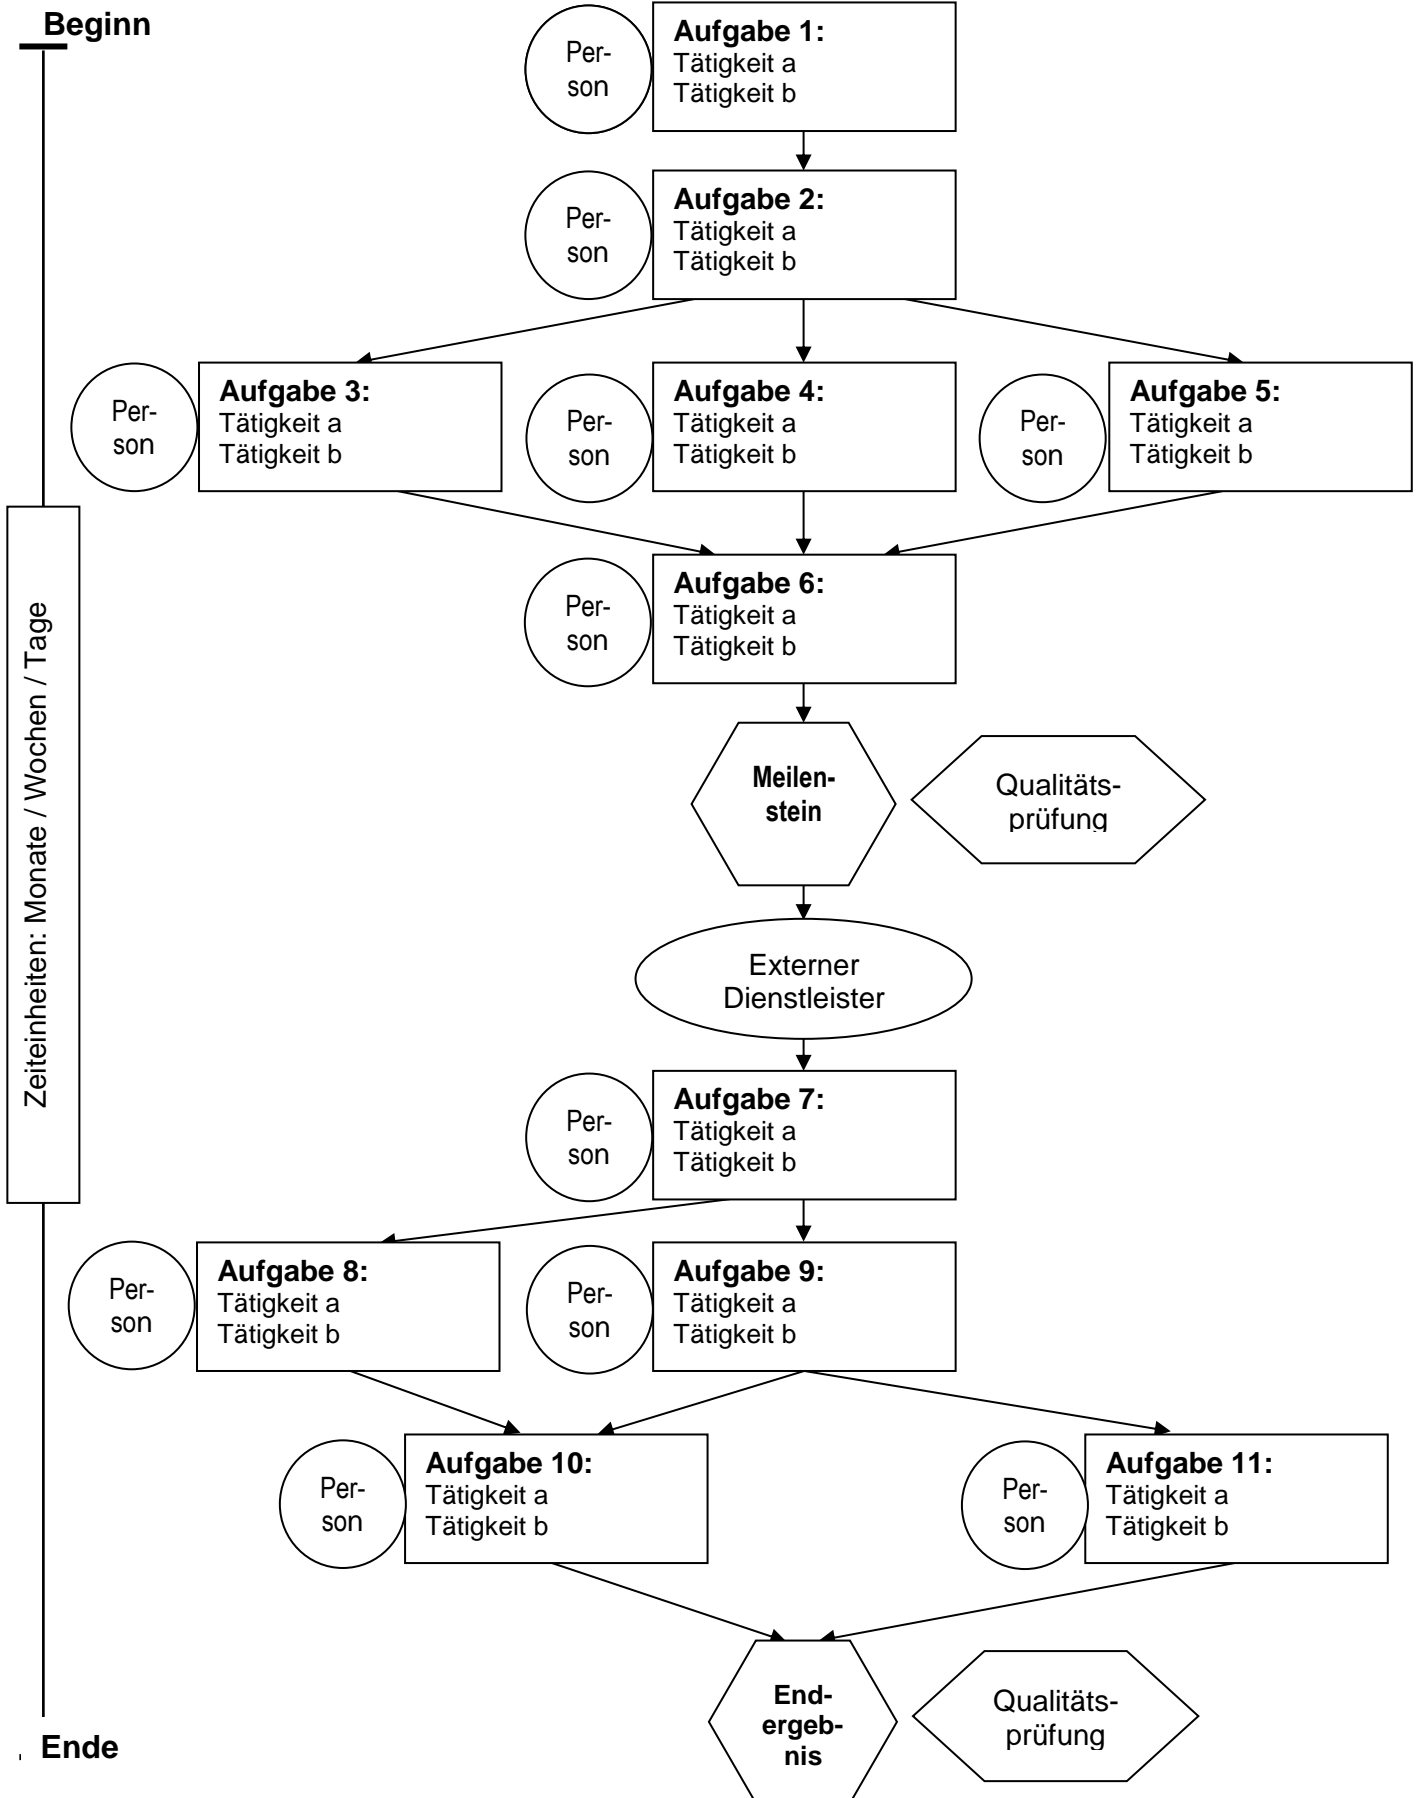 Beginn
Per-
son
Aufgabe 1:
Tätigkeit a
Tätigkeit b
Per-
son
Aufgabe 2:
Tätigkeit a
Tätigkeit b
Per-
son
Aufgabe 3:
Tätigkeit a
Tätigkeit b
Per-
son
Aufgabe 4:
Tätigkeit a
Tätigkeit b
Per-
son
Aufgabe 5:
Tätigkeit a
Tätigkeit b
Zeiteinheiten: Monate / Wochen / Tage
Per-
son
Aufgabe 6:
Tätigkeit a
Tätigkeit b
Meilen-
stein
Qualitäts-
prüfung
Externer
Dienstleister
Per-
son
Aufgabe 7:
Tätigkeit a
Tätigkeit b
Per-
son
Aufgabe 8:
Tätigkeit a
Tätigkeit b
Per-
son
Aufgabe 9:
Tätigkeit a
Tätigkeit b
Per-
son
Aufgabe 10:
Tätigkeit a
Tätigkeit b
Per-
son
Aufgabe 11:
Tätigkeit a
Tätigkeit b
End-
ergeb-
nis
Qualitäts-
prüfung
Ende